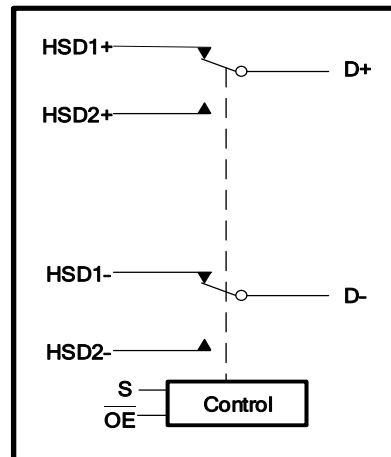 HSD1+
D+
HSD2+
HSD1-
D-
HSD2-
S
OE
Control